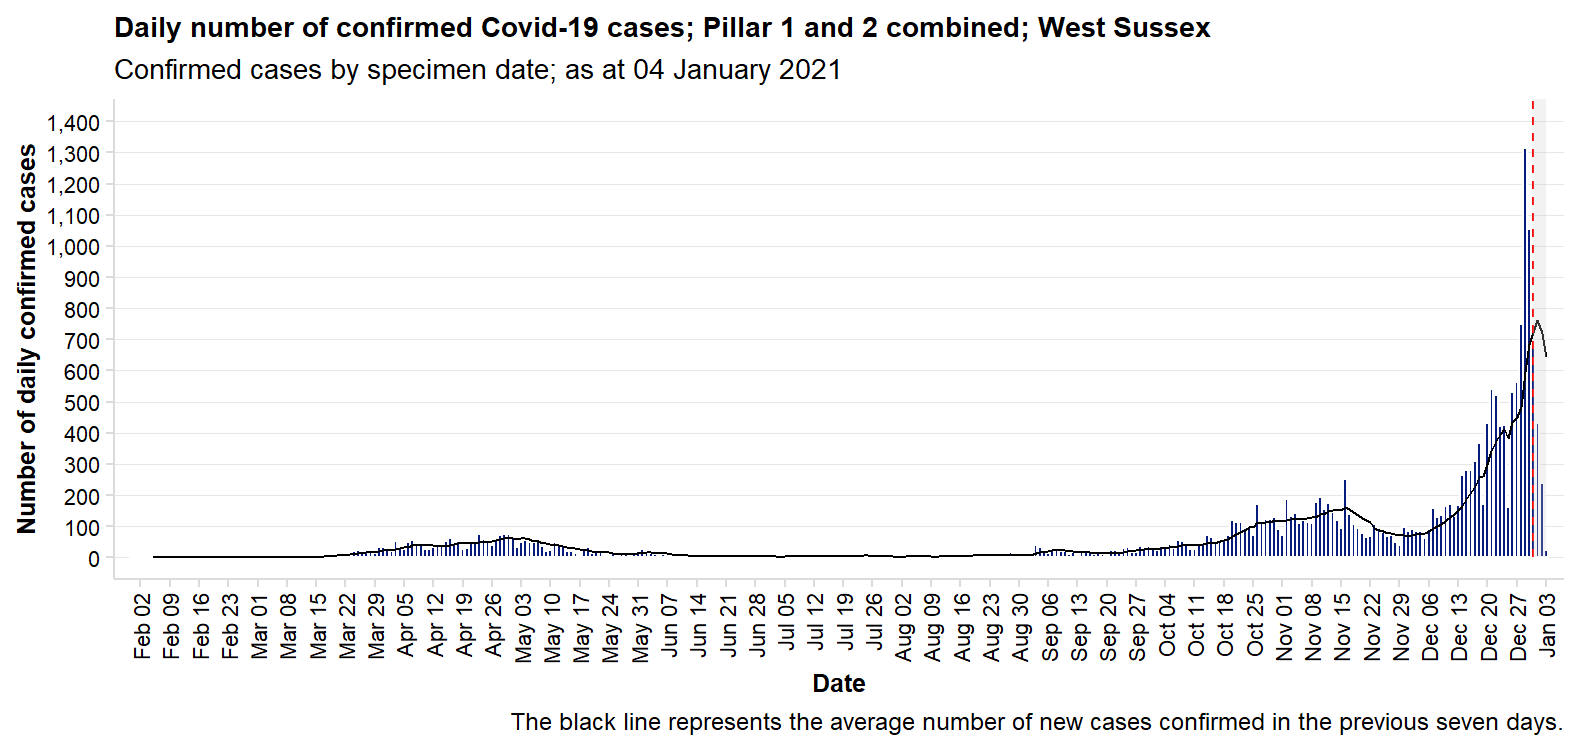 Daily number of confirmed Covid-19 cases; Pillar 1 and 2 combined; West Sussex
Confirmed cases by specimen date; as at 04 January 2021
Number of daily confirmed cases
1,400
1,300
1,200
1,100
1,000
900
800
700
600
500
400
300
200
100
0
Feb 02
Feb 09
Feb 16
Feb 23
Mar 01
Mar 08
Mar 15
Mar 22
Mar 29
Apr 05
Apr 12
Apr 19
Apr 26
May 03
May 10
May 17
May 24
May 31
Jun 07
Jun 14
Jun 21
Jun 28
Jul 05
Jul 12
Jul 19
Jul 26
Aug 02
Aug 09
Aug 16
Aug 23
Aug 30
Sep 06
Sep 13
Sep 20
Sep 27
Oct 04
Oct 11
Oct 18
Oct 25
Nov 01
Nov 08
Nov 15
Nov 22
Nov 29
Dec 06
Dec 13
Dec 20
Dec 27
Jan 03
Date
The black line represents the average number of new cases confirmed in the previous seven days.